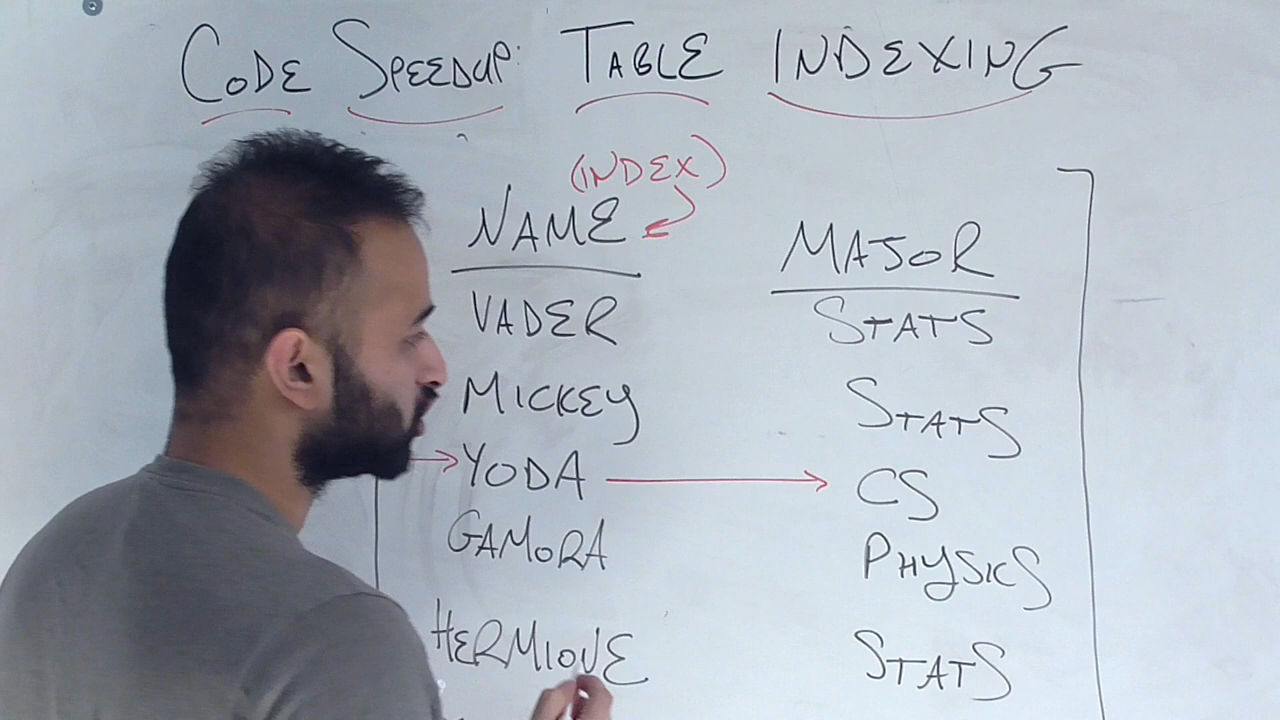 CODE SPEEDUP: TABLE INDEXING
(INDEX)
NAME MAJOR
VADER STATS
MICKEY STATS
YODA CS
GAMORA PHYSICS
HERMIONE STATS